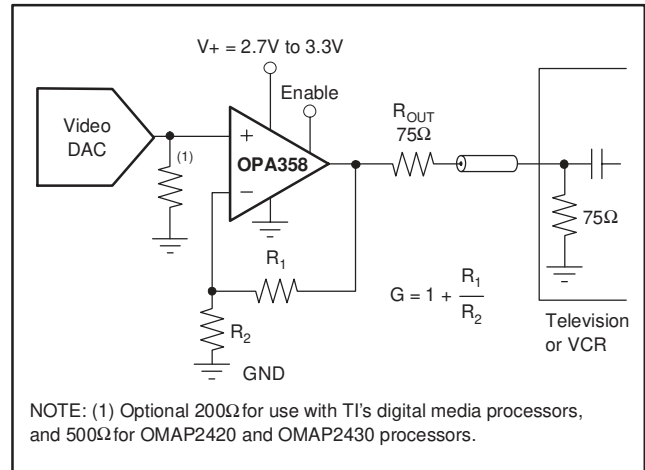 V+ = 2.7V to 3.3V
Enable
Video
DAC
(1)
+
OPA358
−
R_OUT
75Ω
75Ω
R_1
G = 1 + R_1/R_2
R_2
GND
Television
or VCR
NOTE: (1) Optional 200Ω for use with TI's digital media processors,
and 500Ω for OMAP2420 and OMAP2430 processors.